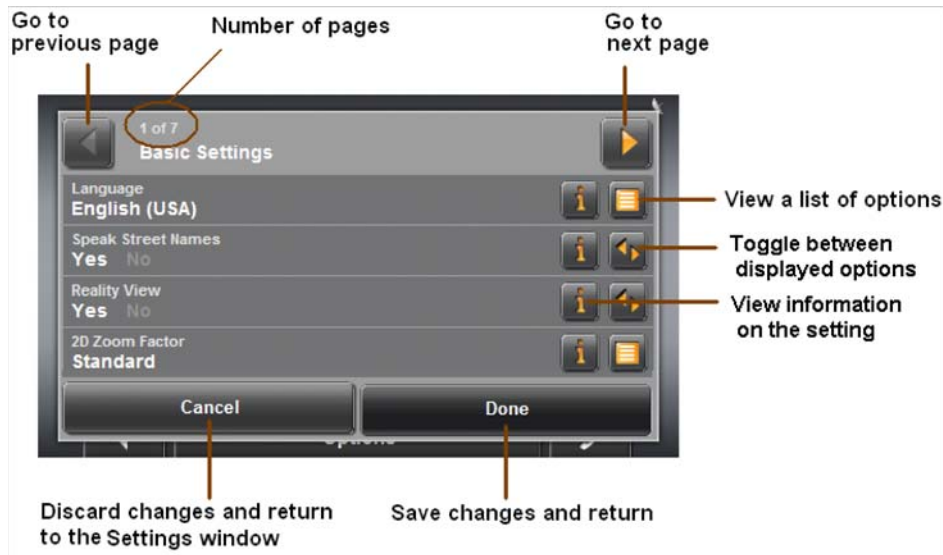 Go to
previous page
Number of pages
Go to
next page
1 of 7
Basic Settings
Language
English (USA)
View a list of options
Speak Street Names
Yes No
Toggle between
displayed options
Reality View
Yes No
View information
on the setting
2D Zoom Factor
Standard
Cancel
Done
Options
Discard changes and return
to the Settings window
Save changes and return